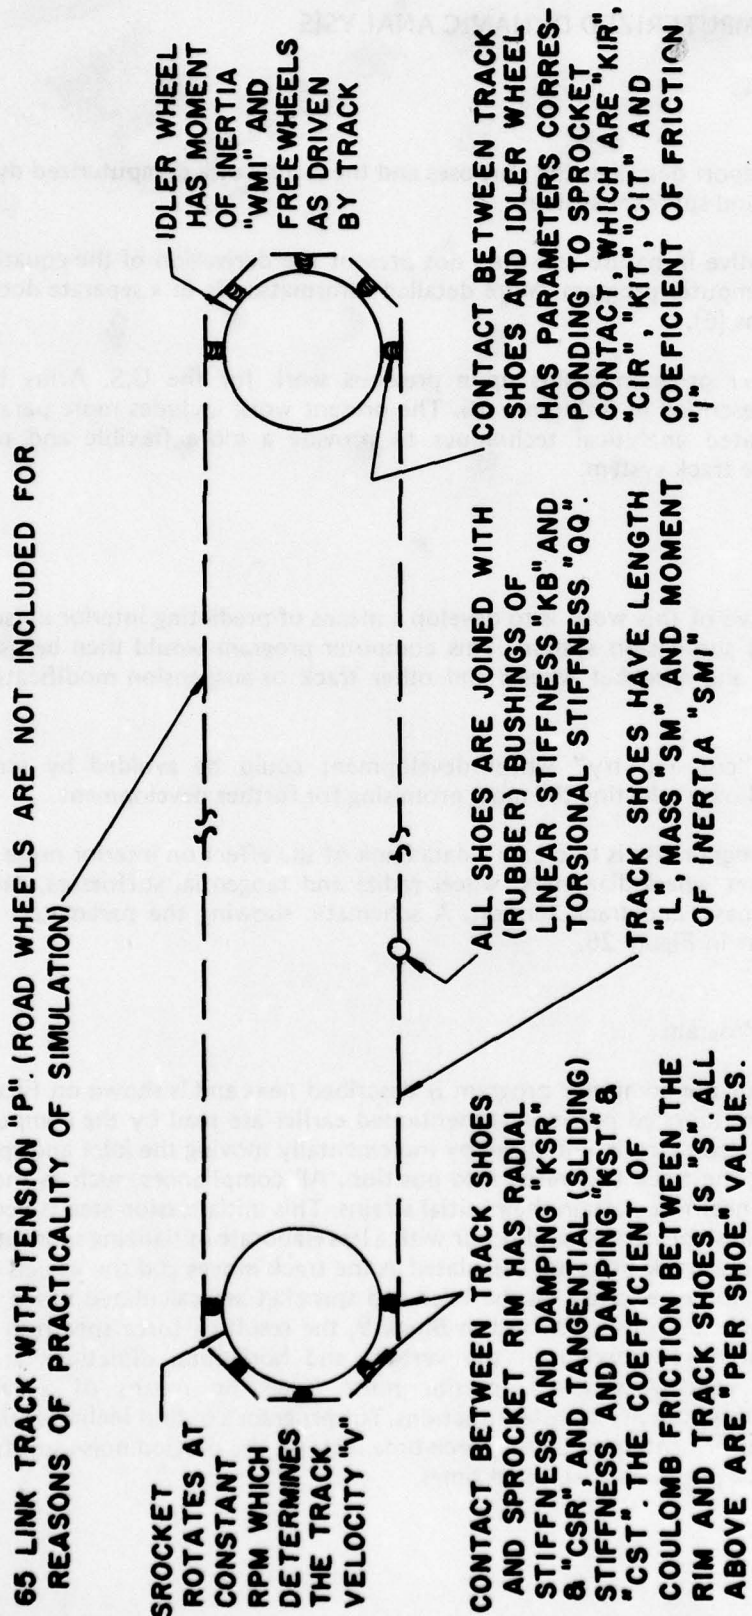 65 LINK TRACK WITH TENSION "T" (ROAD WHEELS ARE NOT INCLUDED FOR
REASONS OF PRACTICALITY OF SIMULATION)
SROCKET
ROTATES AT
CONSTANT
RPM WHICH
DETERMINES
THE TRACK
VELOCITY "V"
IDLER WHEEL
HAS MOMENT
OF INERTIA
"WMI" AND
FREEWHEELS
AS DRIVEN
BY TRACK
CONTACT BETWEEN TRACK SHOES
AND SPROCKET RIM HAS RADIAL
STIFFNESS AND DAMPING "KSR"
& "CSR", AND TANGENTIAL (SLIDING)
STIFFNESS AND DAMPING "KST" &
"CST". THE COEFFICIENT OF
COULOMB FRICTION BEWEEN THE
RIM AND TRACK SHOES IS "S" ALL
ABOVE ARE "PER SHOE" VALUES.
ALL SHOES ARE JOINED WITH
(RUBBER) BUSHINGS OF
LINEAR STIFFNESS "KB" AND
TORSIONAL STIFFNESS "QQ".
TRACK SHOES HAVE LENGTH
"L", MASS "SM" AND MOMENT
OF INERTIA "SMI"
CONTACT BETWEEN TRACK
SHOES AND IDLER WHEEL
HAS PARAMETERS CORRES-
PONDING TO SPOCKET
CONTACT WHICH ARE "KIR",
"CIR", "KIT", "CIT" AND
COEFICENT OF FRICTION
"I"